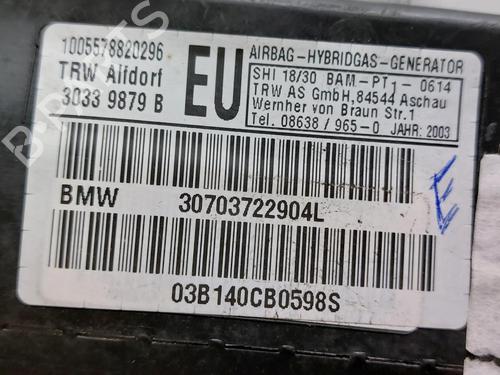 1005578820296
TRW Alfdorf
3033 9879 B
EU
AIRBAG-HYBRIDGAS-GENERATOR
SHI 18/30 BAM-PT1- 0614
TRW AS GmbH, 84544 Aschau
Wernher von Braun Str.1
Tel. 08638 / 965-0 JAHR: 2003
BMW 30703722904L
E
03B140CB0598S